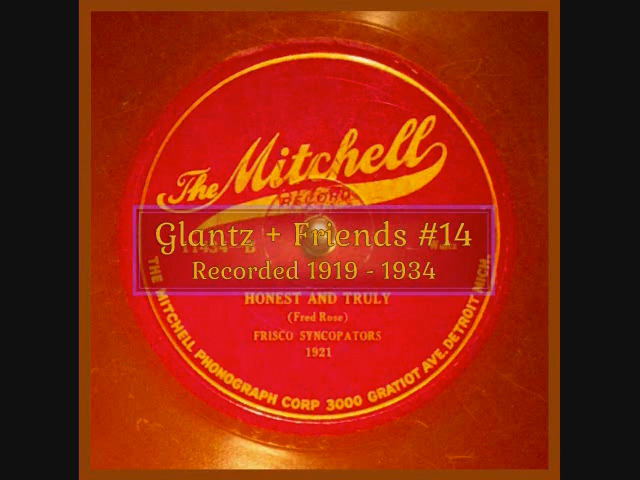 The Mitchell
RECORD
Glantz + Friends #14
Recorded 1919 - 1934
HONEST AND TRULY
(Fred Rose)
FRISCO SYNCOPATORS
1921
THE MITCHELL PHONOGRAPH CORP 3000 GRATIOT AVE. DETROIT MICH.